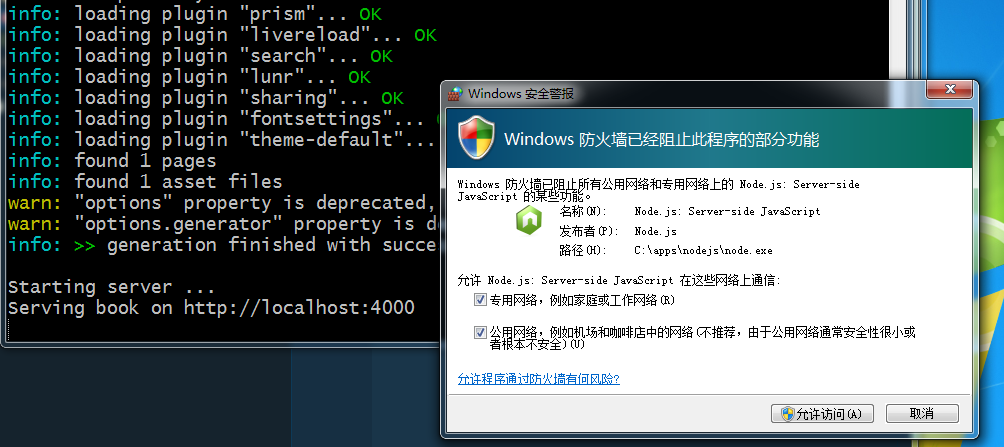 info: loading plugin "prism"... OK
info: loading plugin "livereload"... OK
info: loading plugin "search"... OK
info: loading plugin "lunr"... OK
info: loading plugin "sharing"... OK
info: loading plugin "fontsettings"...
info: loading plugin "theme-default"...
info: found 1 pages
info: found 1 asset files
warn: "options" property is deprecated,
warn: "options.generator" property is
info: >> generation finished with
Starting server ...
Serving book on http://localhost:4000
Windows 安全警报
Windows 防火墙已经阻止此程序的部分功能
Windows 防火墙已阻止所有公用网络和专用网络上的 Node.js: Server-side
JavaScript 的某些功能。
名称(N): Node.js: Server-side JavaScript
发布者(P): Node.js
路径(H): C:\apps\nodejs\node.exe
允许 Node.js: Server-side JavaScript 在这些网络上通信:
专用网络，例如家庭或工作网络(R)
公用网络，例如机场和咖啡店中的网络(不推荐，由于公用网络通常安全性很小或
者根本不安全)(U)
允许程序通过防火墙有何风险?
允许访问(A)
取消